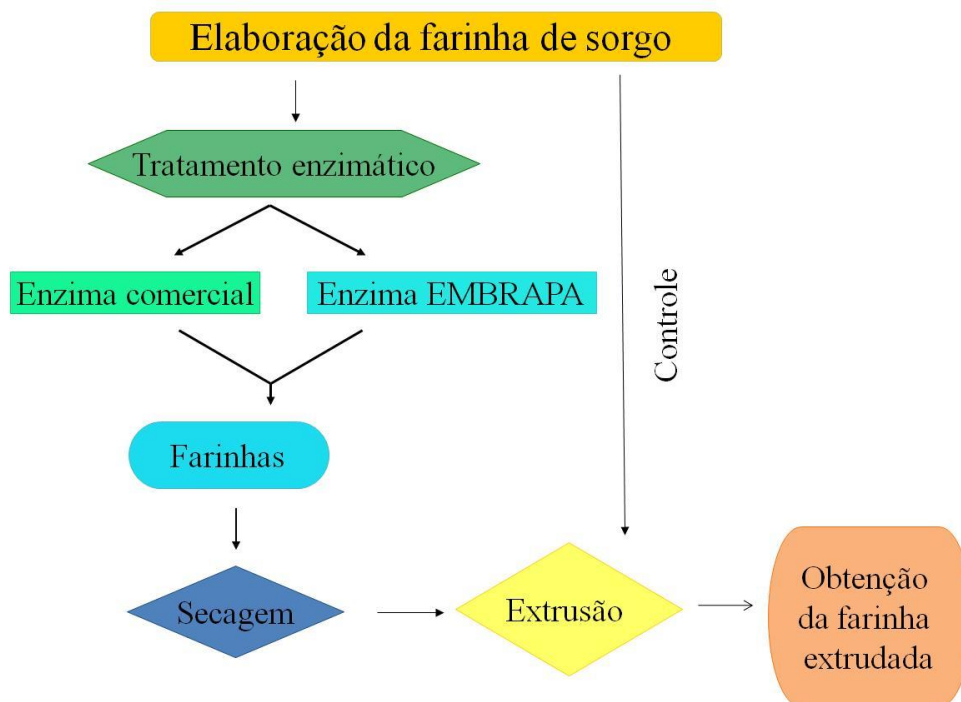 Elaboração da farinha de sorgo
Tratamento enzimático
Enzima comercial
Enzima EMBRAPA
Controle
Farinhas
Secagem
Extrusão
Obtenção
da farinha
extrudada